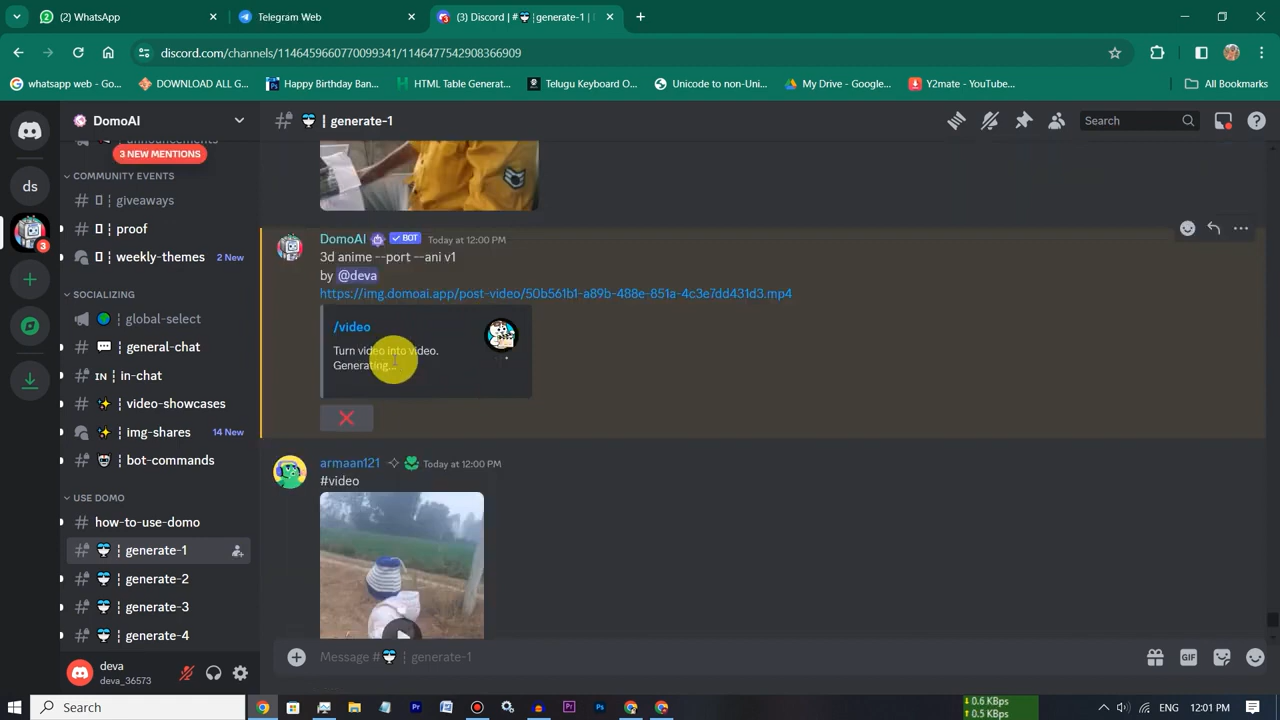 (2) WhatsApp
Telegram Web
(3) Discord | # ¦ generate-1 |
discord.com/channels/1146459660770099341/1146477542908366909
whatsapp web - Go...
DOWNLOAD ALL G...
Happy Birthday Ban...
HTML Table Generat...
Telugu Keyboard O...
Unicode to non-Uni...
My Drive - Google...
Y2mate - YouTube...
All Bookmarks
DomoAI
generate-1
Search
announcements
3 NEW MENTIONS
COMMUNITY EVENTS
giveaways
proof
weekly-themes
2 New
SOCIALIZING
global-select
general-chat
IN ¦ in-chat
video-showcases
img-shares
14 New
bot-commands
USE DOMO
how-to-use-domo
generate-1
generate-2
generate-3
generate-4
deva
deva_36573
ds
3
DomoAI BOT Today at 12:00 PM
3d anime --port --ani v1
by @deva
https://img.domoai.app/post-video/50b561b1-a89b-488e-851a-4c3e7dd431d3.mp4
/video
Turn video into video.
Generating...
armaan121 Today at 12:00 PM
#video
Message # ¦ generate-1
GIF
Search
0.6 KBps
0.5 KBps
ENG
12:01 PM